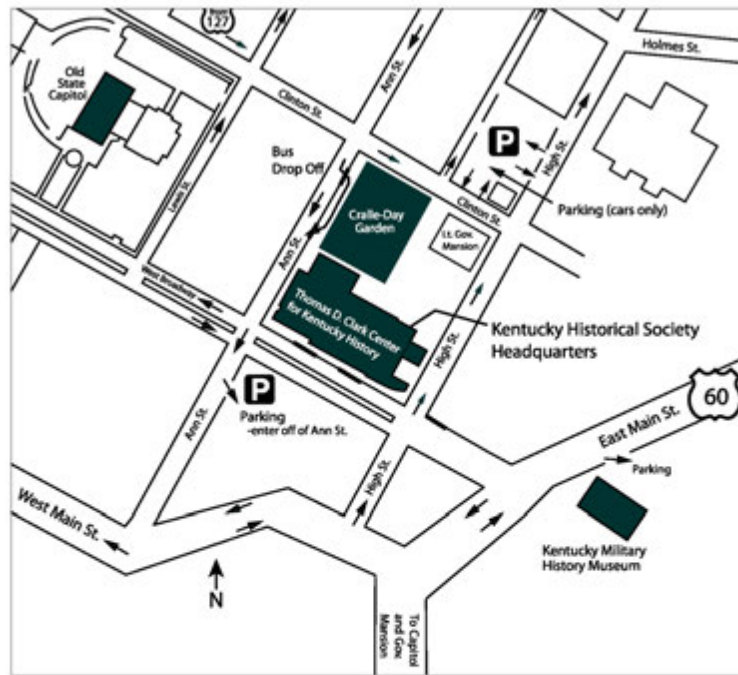 From
127
Old
State
Capitol
Lewis St.
Clinton St.
Ann St.
Holmes St.
P
High St.
Bus
Drop Off
Clinton St.
Parking (cars only)
Cralle-Day
Garden
Lt. Gov.
Mansion
Ann St.
West Broadway
Thomas D. Clark Center
for Kentucky History
High St.
Kentucky Historical Society
Headquarters
P
Parking
-enter off of Ann St.
Ann St.
60
East Main St.
Parking
High St.
West Main St.
Kentucky Military
History Museum
N
To Capitol
and Gov.
Mansion